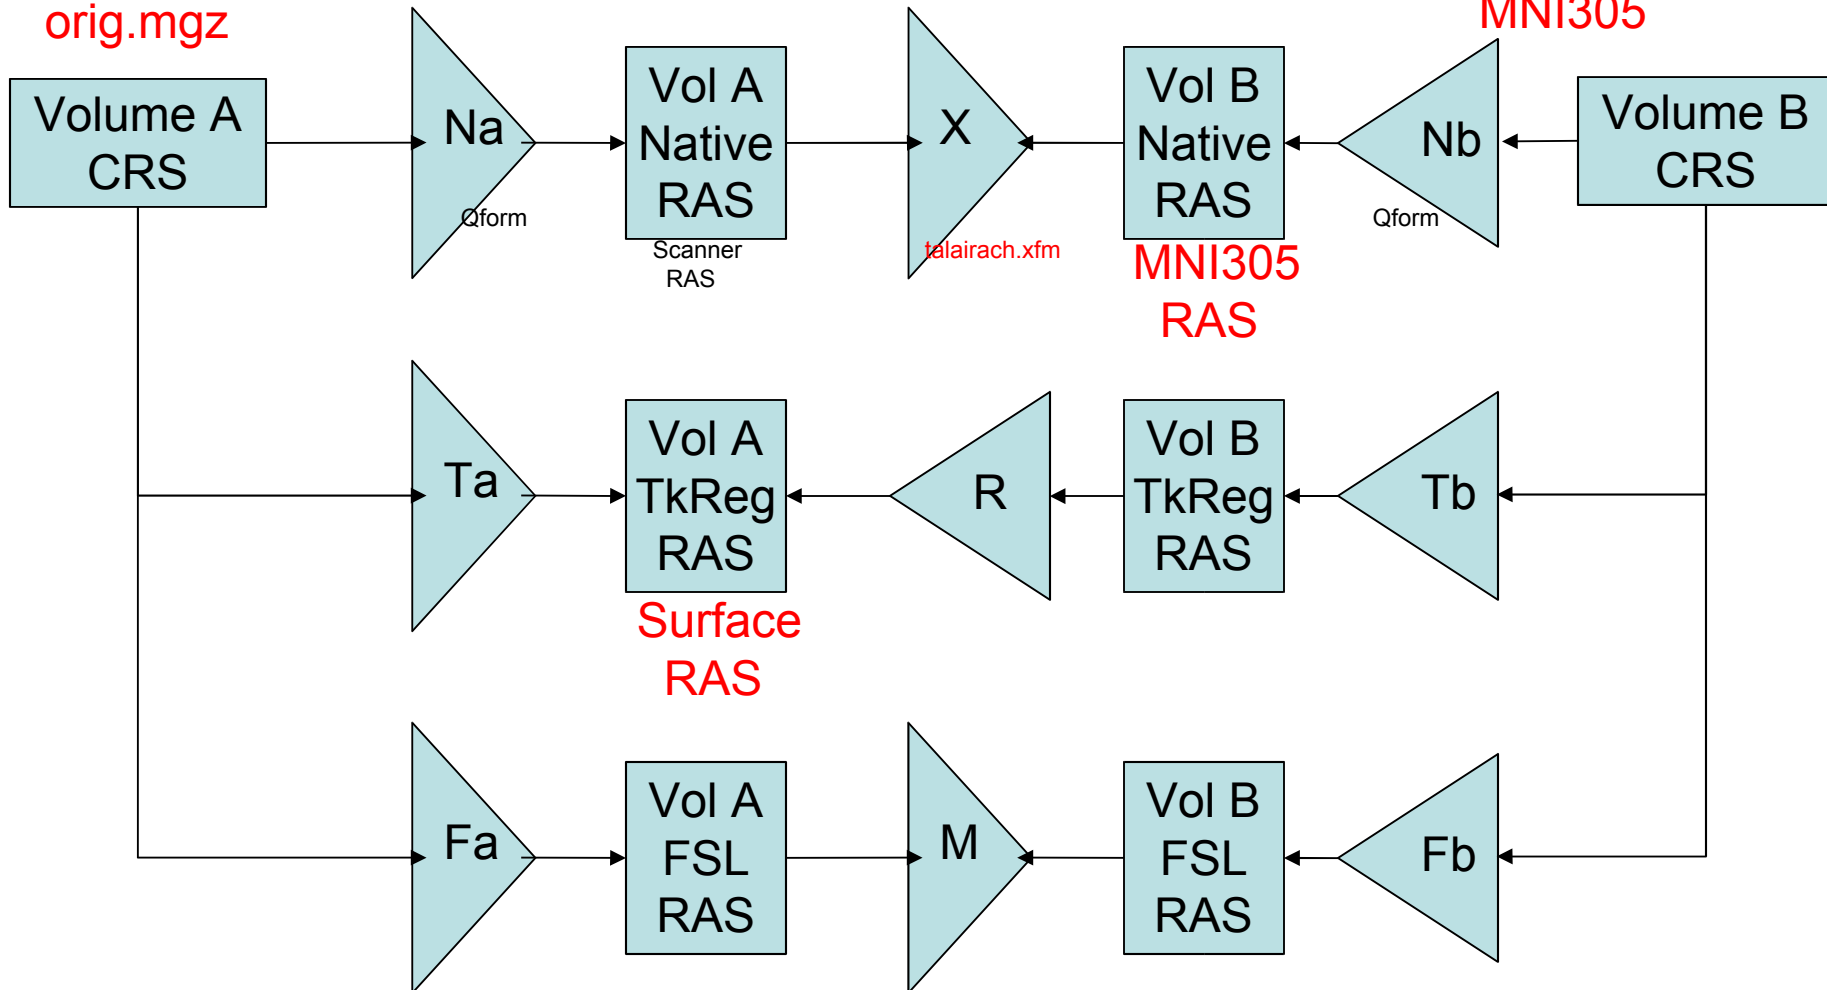 orig.mgz
MNI305
Volume A
CRS
Na
Qform
Vol A
Native
RAS
Scanner
RAS
X
talairach.xfm
Vol B
Native
RAS
MNI305
RAS
Nb
Qform
Volume B
CRS
Ta
Vol A
TkReg
RAS
Surface
RAS
R
Vol B
TkReg
RAS
Tb
Fa
Vol A
FSL
RAS
M
Vol B
FSL
RAS
Fb